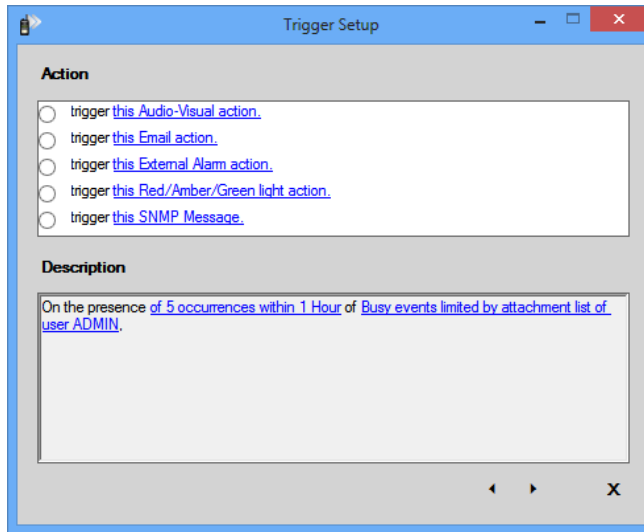 Trigger Setup
Action
trigger this Audio-Visual action.
trigger this Email action.
trigger this External Alarm action.
trigger this Red/Amber/Green light action.
trigger this SNMP Message.
Description
On the presence of 5 occurrences within 1 Hour of Busy events limited by attachment list of
user ADMIN,
X